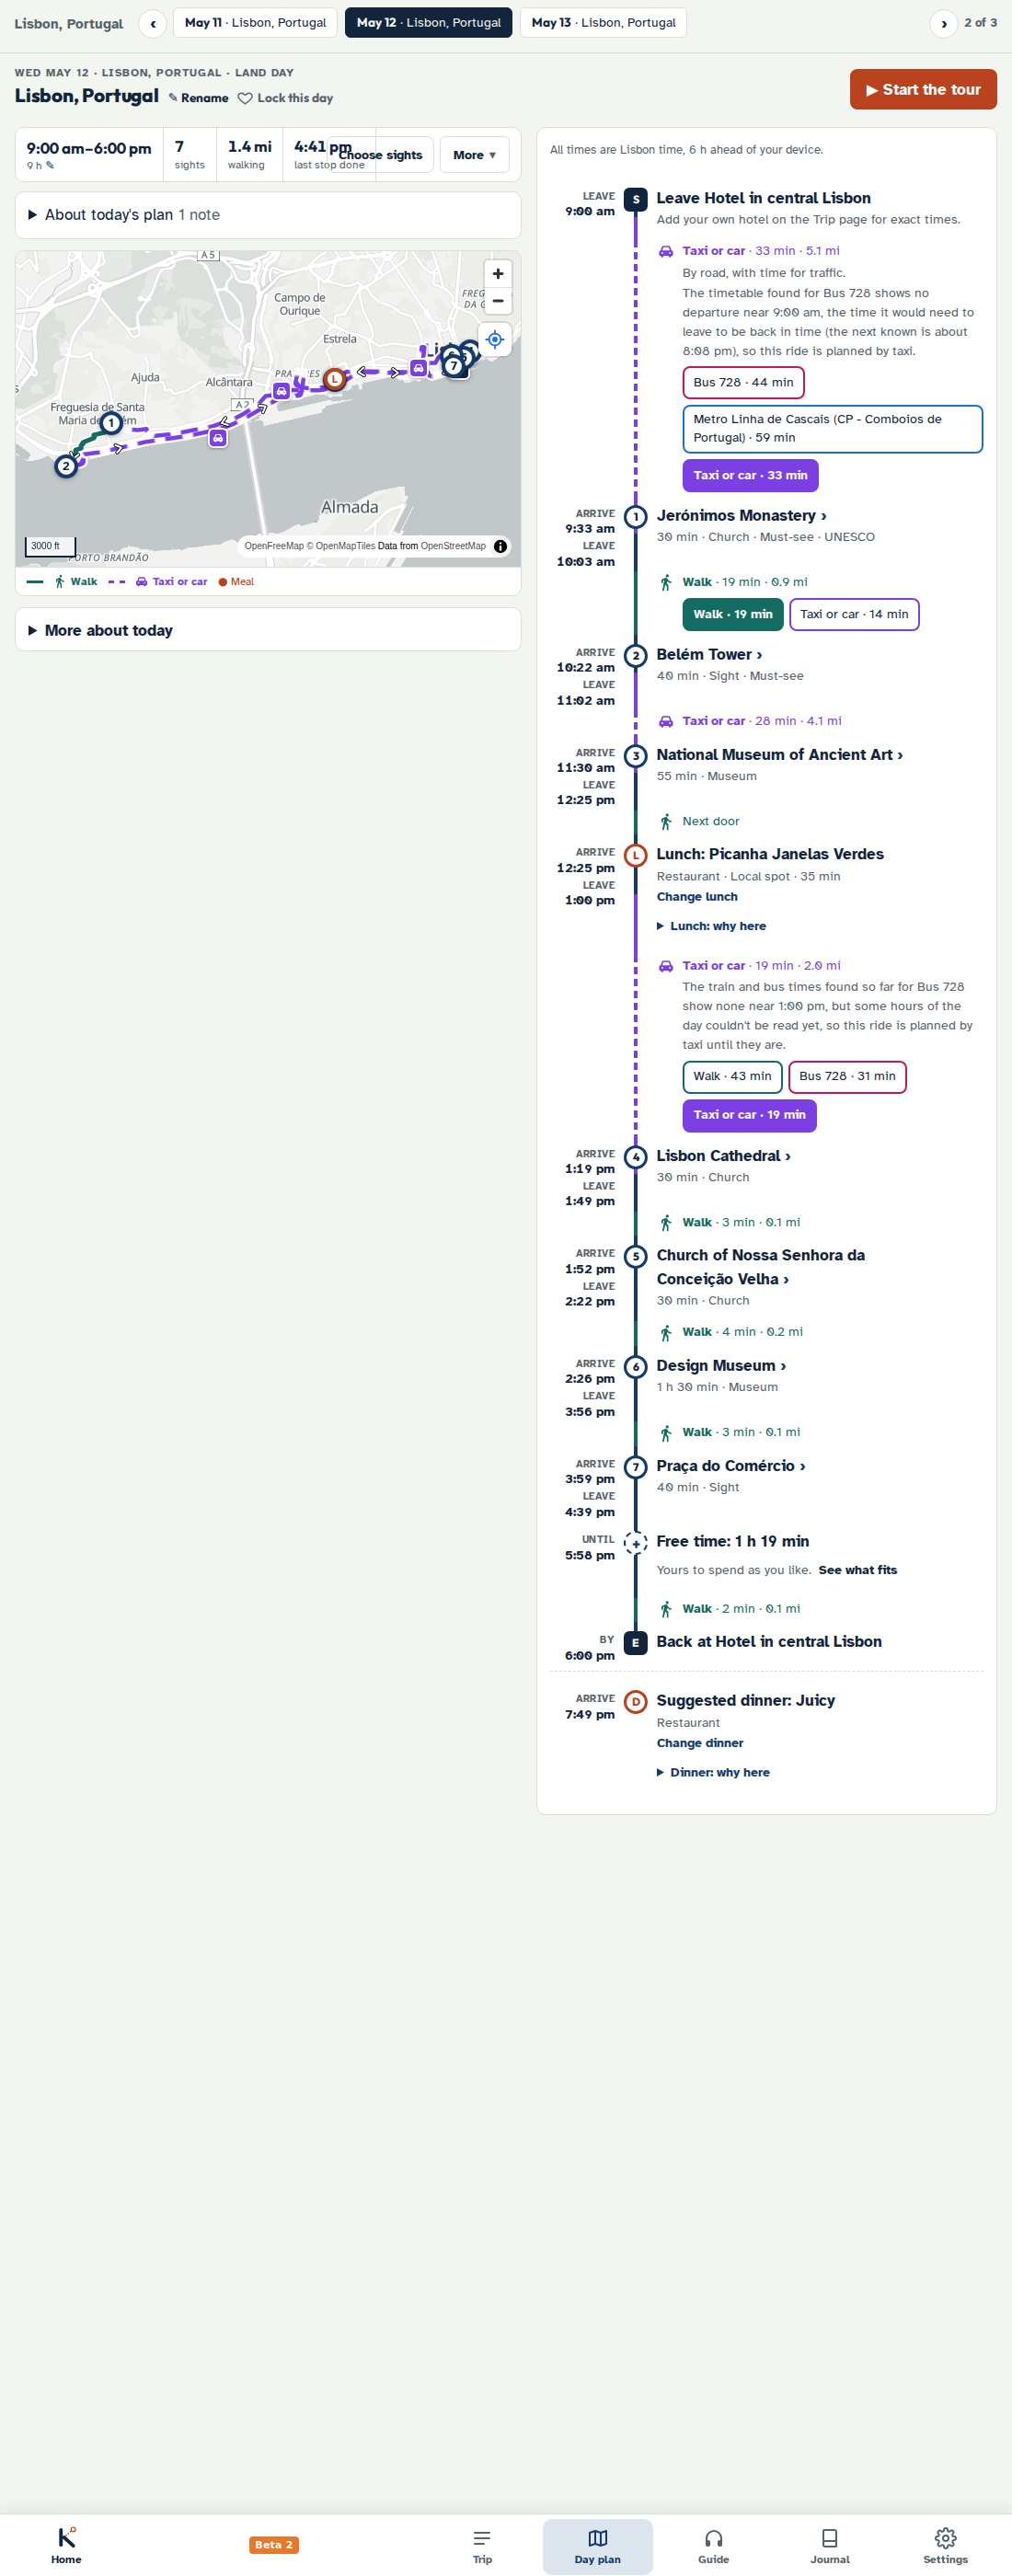 Lisbon, Portugal
‹
May 11 · Lisbon, Portugal
May 12 · Lisbon, Portugal
May 13 · Lisbon, Portugal
›
2 of 3
WED MAY 12 · LISBON, PORTUGAL · LAND DAY
Lisbon, Portugal
✎ Rename
Lock this day
▶ Start the tour
9:00 am–6:00 pm
9 h ✎
7
sights
1.4 mi
walking
4:41 pm
last stop done
Choose sights
More ▾
▶ About today's plan 1 note
A 5
Campo de
Ourique
Estrela
Ajuda
Alcântara
A 2
Freguesia de Santa
1
2
L
7
Almada
+
−
3000 ft
PORTO BRANDÃO
OpenFreeMap © OpenMapTiles Data from OpenStreetMap
Walk
Taxi or car
Meal
▶ More about today
All times are Lisbon time, 6 h ahead of your device.
LEAVE
9:00 am
S
Leave Hotel in central Lisbon
Add your own hotel on the Trip page for exact times.
Taxi or car · 33 min · 5.1 mi
By road, with time for traffic.
The timetable found for Bus 728 shows no
departure near 9:00 am, the time it would need to
leave to be back in time (the next known is about
8:08 pm), so this ride is planned by taxi.
Bus 728 · 44 min
Metro Linha de Cascais (CP - Comboios de
Portugal) · 59 min
Taxi or car · 33 min
ARRIVE
9:33 am
LEAVE
10:03 am
1
Jerónimos Monastery ›
30 min · Church · Must-see · UNESCO
Walk · 19 min · 0.9 mi
Walk · 19 min
Taxi or car · 14 min
ARRIVE
10:22 am
LEAVE
11:02 am
2
Belém Tower ›
40 min · Sight · Must-see
Taxi or car · 28 min · 4.1 mi
ARRIVE
11:30 am
LEAVE
12:25 pm
3
National Museum of Ancient Art ›
55 min · Museum
Next door
ARRIVE
12:25 pm
LEAVE
1:00 pm
L
Lunch: Picanha Janelas Verdes
Restaurant · Local spot · 35 min
Change lunch
▶ Lunch: why here
Taxi or car · 19 min · 2.0 mi
The train and bus times found so far for Bus 728
show none near 1:00 pm, but some hours of the
day couldn't be read yet, so this ride is planned by
taxi until they are.
Walk · 43 min
Bus 728 · 31 min
Taxi or car · 19 min
ARRIVE
1:19 pm
LEAVE
1:49 pm
4
Lisbon Cathedral ›
30 min · Church
Walk · 3 min · 0.1 mi
ARRIVE
1:52 pm
LEAVE
2:22 pm
5
Church of Nossa Senhora da
Conceição Velha ›
30 min · Church
Walk · 4 min · 0.2 mi
ARRIVE
2:26 pm
LEAVE
3:56 pm
6
Design Museum ›
1 h 30 min · Museum
Walk · 3 min · 0.1 mi
ARRIVE
3:59 pm
LEAVE
4:39 pm
7
Praça do Comércio ›
40 min · Sight
UNTIL
5:58 pm
+
Free time: 1 h 19 min
Yours to spend as you like. See what fits
Walk · 2 min · 0.1 mi
BY
6:00 pm
E
Back at Hotel in central Lisbon
ARRIVE
7:49 pm
D
Suggested dinner: Juicy
Restaurant
Change dinner
▶ Dinner: why here
Home
Beta 2
Trip
Day plan
Guide
Journal
Settings